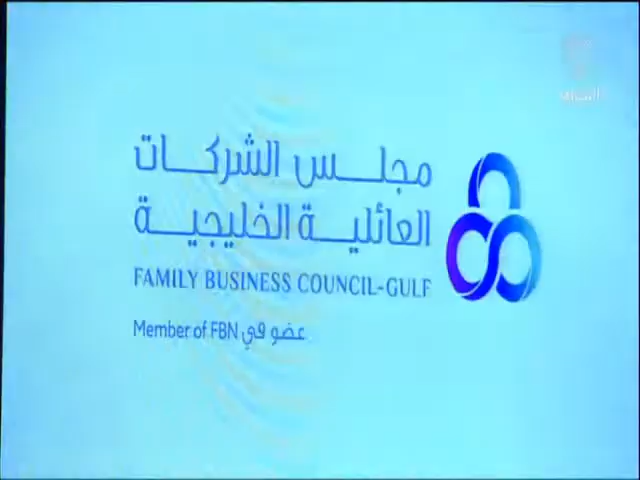 مجلس الشركات
العائلية الخليجية
FAMILY BUSINESS COUNCIL-GULF
Member of FBN عضو في